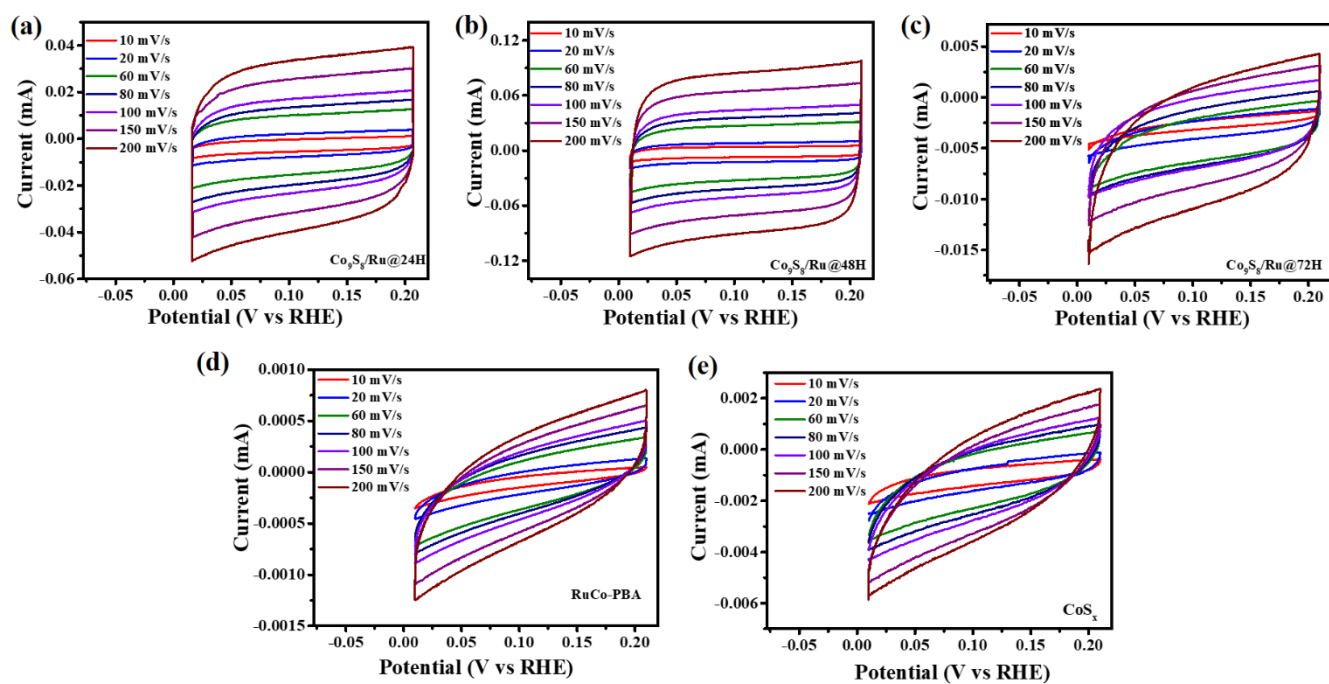 (a)
0.04
0.02
0.00
-0.02
-0.04
-0.06
Current (mA)
10 mV/s
20 mV/s
60 mV/s
80 mV/s
100 mV/s
150 mV/s
200 mV/s
Co₉S₈/Ru@24H
-0.05 0.00 0.05 0.10 0.15 0.20
Potential (V vs RHE)
(b)
0.12
0.06
0.00
-0.06
-0.12
Current (mA)
10 mV/s
20 mV/s
60 mV/s
80 mV/s
100 mV/s
150 mV/s
200 mV/s
Co₉S₈/Ru@48H
-0.05 0.00 0.05 0.10 0.15 0.20
Potential (V vs RHE)
(c)
0.005
0.000
-0.005
-0.010
-0.015
Current (mA)
10 mV/s
20 mV/s
60 mV/s
80 mV/s
100 mV/s
150 mV/s
200 mV/s
Co₉S₈/Ru@72H
-0.05 0.00 0.05 0.10 0.15 0.20
Potential (V vs RHE)
(d)
0.0010
0.0005
0.0000
-0.0005
-0.0010
-0.0015
Current (mA)
10 mV/s
20 mV/s
60 mV/s
80 mV/s
100 mV/s
150 mV/s
200 mV/s
RuCo-PBA
-0.05 0.00 0.05 0.10 0.15 0.20
Potential (V vs RHE)
(e)
0.002
0.000
-0.002
-0.004
-0.006
Current (mA)
10 mV/s
20 mV/s
60 mV/s
80 mV/s
100 mV/s
150 mV/s
200 mV/s
CoSₓ
-0.05 0.00 0.05 0.10 0.15 0.20
Potential (V vs RHE)